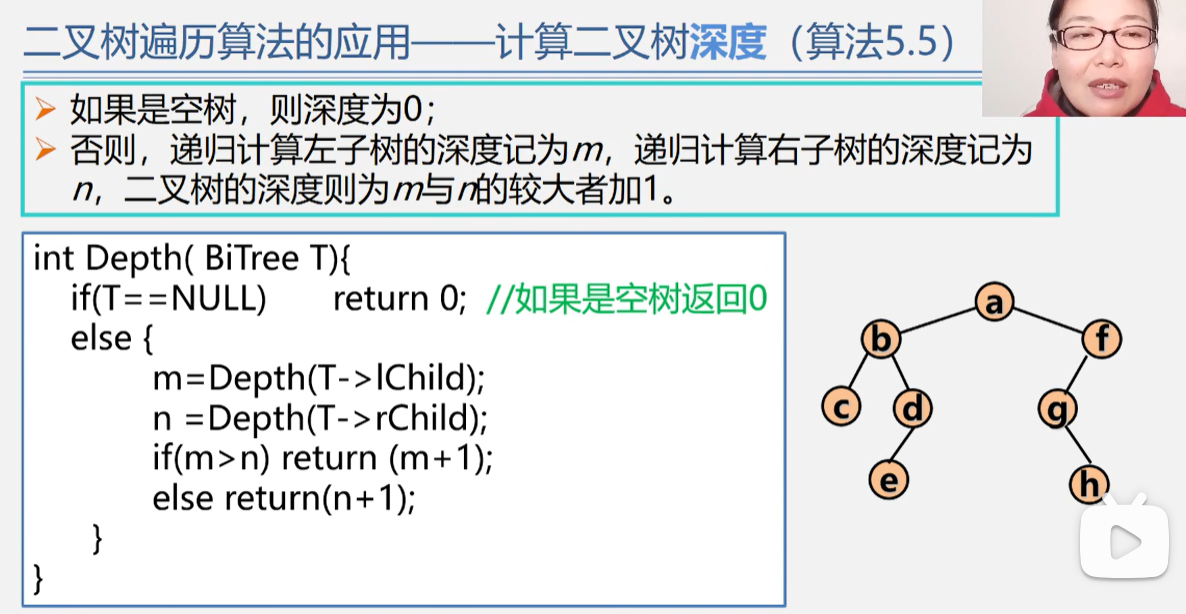 二叉树遍历算法的应用——计算二叉树深度（算法5.5）
如果是空树，则深度为0；
否则，递归计算左子树的深度记为m，递归计算右子树的深度记为
n，二叉树的深度则为m与n的较大者加1。
int Depth( BiTree T){
if(T==NULL) return 0; //如果是空树返回0
else {
m=Depth(T->lChild);
n =Depth(T->rChild);
if(m>n) return (m+1);
else return(n+1);
}
}
a
b f
c d g
e h